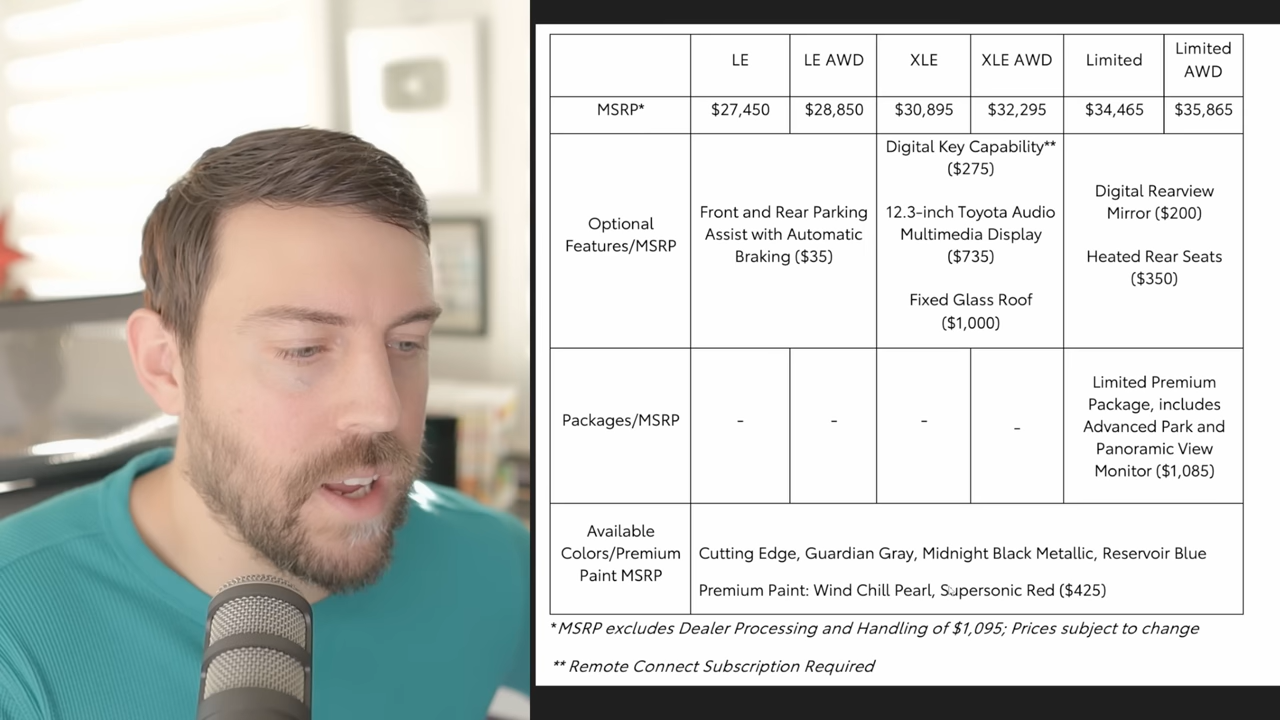 LE
LE AWD
XLE
XLE AWD
Limited
Limited
AWD
MSRP*
$27,450
$28,850
$30,895
$32,295
$34,465
$35,865
Optional
Features/MSRP
Front and Rear Parking
Assist with Automatic
Braking ($35)
Digital Key Capability**
($275)
12.3-inch Toyota Audio
Multimedia Display
($735)
Fixed Glass Roof
($1,000)
Digital Rearview
Mirror ($200)
Heated Rear Seats
($350)
Packages/MSRP
-
-
-
-
Limited Premium
Package, includes
Advanced Park and
Panoramic View
Monitor ($1,085)
Available
Colors/Premium
Paint MSRP
Cutting Edge, Guardian Gray, Midnight Black Metallic, Reservoir Blue
Premium Paint: Wind Chill Pearl, Supersonic Red ($425)
*MSRP excludes Dealer Processing and Handling of $1,095; Prices subject to change
** Remote Connect Subscription Required